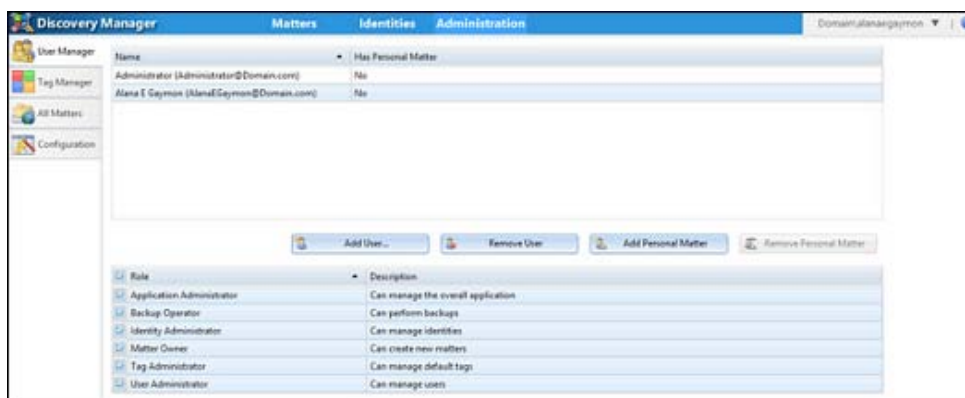 Discovery Manager Matters Identities Administration Domain\alanaegaymon
User Manager
Tag Manager
All Matters
Configuration
Name Has Personal Matter
Administrator (Administrator@Domain.com) No
Alana E Gaymon (AlanaEGaymon@Domain.com) No
Add User... Remove User Add Personal Matter Remove Personal Matter
Role Description
Application Administrator Can manage the overall application
Backup Operator Can perform backups
Identity Administrator Can manage identities
Matter Owner Can create new matters
Tag Administrator Can manage default tags
User Administrator Can manage users